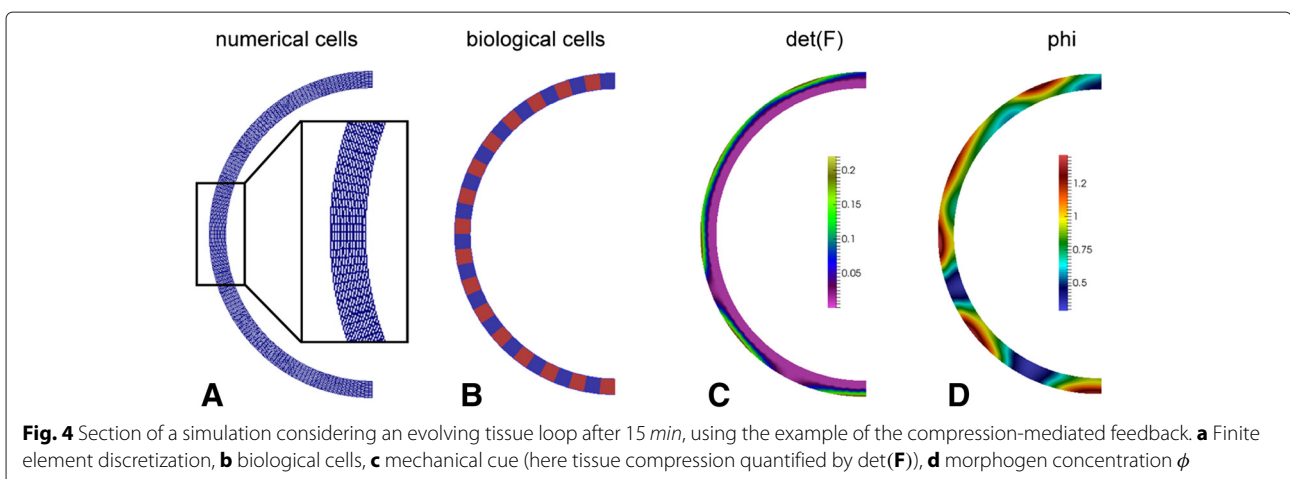 numerical cells
biological cells
det(F)
phi
0.2
0.15
0.1
0.05
1.2
1
0.75
0.5
A
B
C
D
Fig. 4 Section of a simulation considering an evolving tissue loop after 15 min, using the example of the compression-mediated feedback. a Finite
element discretization, b biological cells, c mechanical cue (here tissue compression quantified by det(F)), d morphogen concentration ϕ